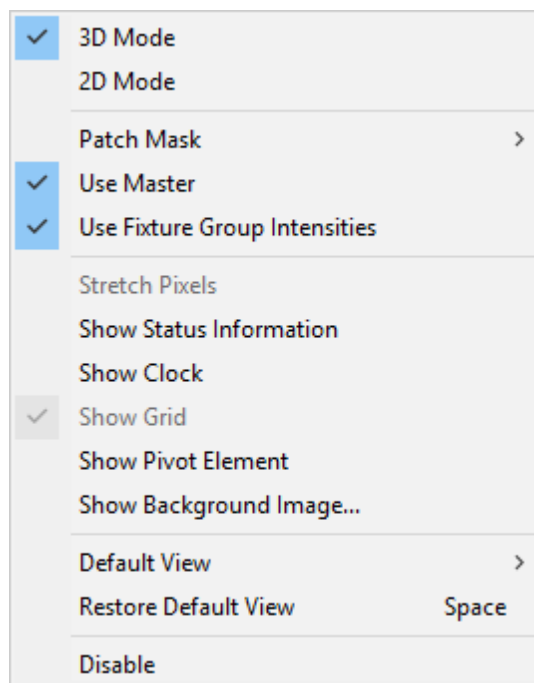 3D Mode
2D Mode
Patch Mask
Use Master
Use Fixture Group Intensities
Stretch Pixels
Show Status Information
Show Clock
Show Grid
Show Pivot Element
Show Background Image...
Default View
Restore Default View Space
Disable